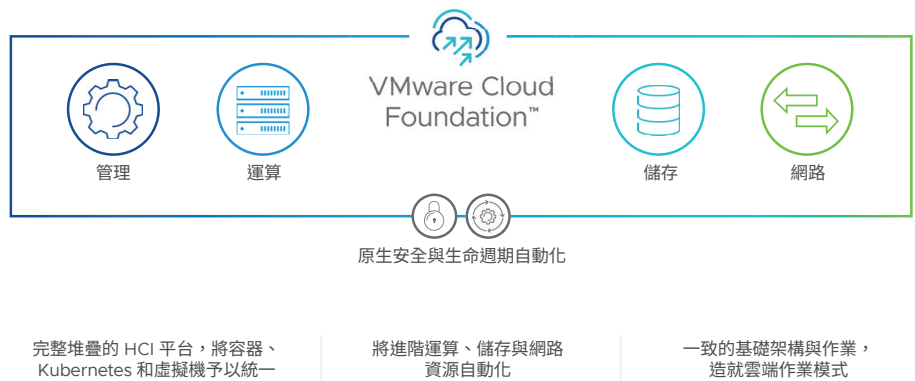 VMware Cloud
Foundation™
管理
運算
儲存
網路
原生安全與生命週期自動化
完整堆疊的 HCI 平台，將容器、
Kubernetes 和虛擬機予以統一
將進階運算、儲存與網路
資源自動化
一致的基礎架構與作業，
造就雲端作業模式